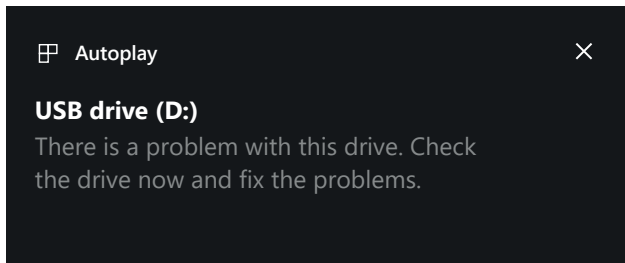 Autoplay
USB drive (D:)
There is a problem with this drive. Check
the drive now and fix the problems.